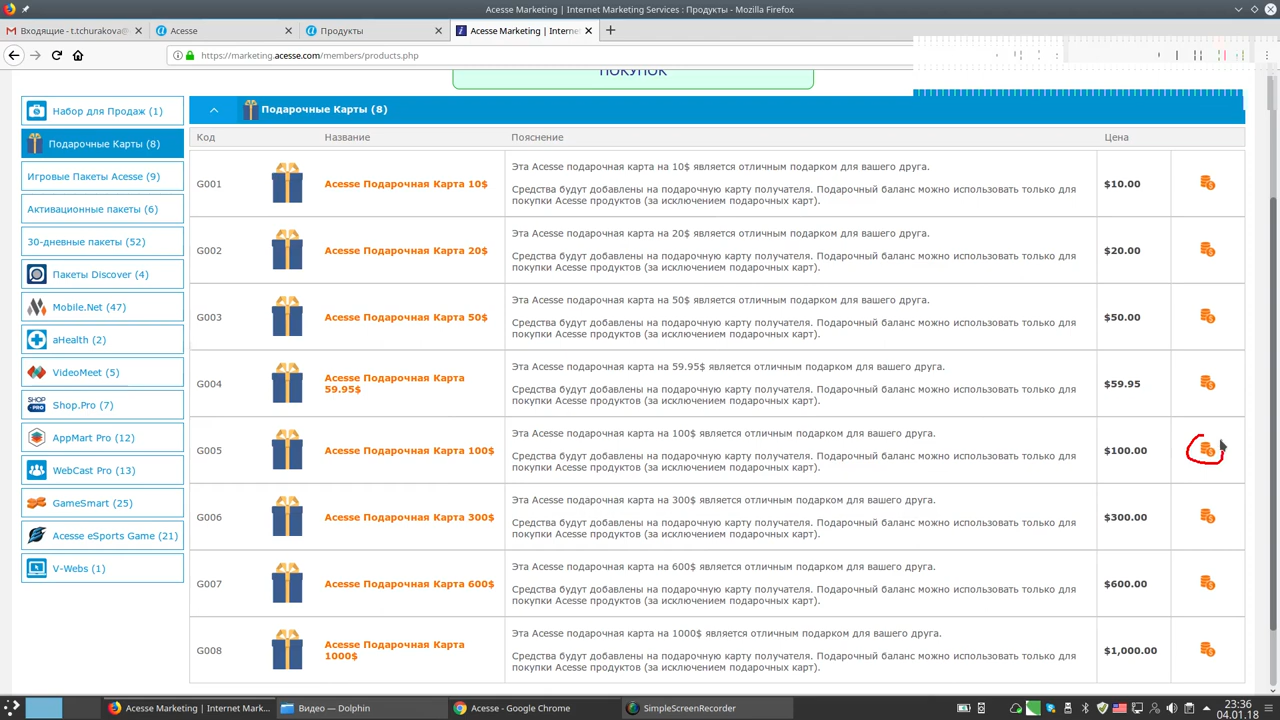 Acesse Marketing | Internet Marketing Services : Продукты - Mozilla Firefox
Входящие - t.tchurakova@
Acesse
Продукты
Acesse Marketing | Interne
https://marketing.acesse.com/members/products.php
ПОКУПОК
Набор для Продаж (1)
Подарочные Карты (8)
Игровые Пакеты Acesse (9)
Активационные пакеты (6)
30-дневные пакеты (52)
Пакеты Discover (4)
Mobile.Net (47)
aHealth (2)
VideoMeet (5)
SHOP PRO
Shop.Pro (7)
AppMart Pro (12)
WebCast Pro (13)
GameSmart (25)
Acesse eSports Game (21)
V-Webs (1)
Подарочные Карты (8)
Код Название Пояснение Цена
G001 Acesse Подарочная Карта 10$ $10.00
Эта Acesse подарочная карта на 10$ является отличным подарком для вашего друга.
Средства будут добавлены на подарочную карту получателя. Подарочный баланс можно использовать только для
покупки Acesse продуктов (за исключением подарочных карт).
G002 Acesse Подарочная Карта 20$ $20.00
Эта Acesse подарочная карта на 20$ является отличным подарком для вашего друга.
Средства будут добавлены на подарочную карту получателя. Подарочный баланс можно использовать только для
покупки Acesse продуктов (за исключением подарочных карт).
G003 Acesse Подарочная Карта 50$ $50.00
Эта Acesse подарочная карта на 50$ является отличным подарком для вашего друга.
Средства будут добавлены на подарочную карту получателя. Подарочный баланс можно использовать только для
покупки Acesse продуктов (за исключением подарочных карт).
G004 Acesse Подарочная Карта
59.95$
$59.95
Эта Acesse подарочная карта на 59.95$ является отличным подарком для вашего друга.
Средства будут добавлены на подарочную карту получателя. Подарочный баланс можно использовать только для
покупки Acesse продуктов (за исключением подарочных карт).
G005 Acesse Подарочная Карта 100$ $100.00
Эта Acesse подарочная карта на 100$ является отличным подарком для вашего друга.
Средства будут добавлены на подарочную карту получателя. Подарочный баланс можно использовать только для
покупки Acesse продуктов (за исключением подарочных карт).
G006 Acesse Подарочная Карта 300$ $300.00
Эта Acesse подарочная карта на 300$ является отличным подарком для вашего друга.
Средства будут добавлены на подарочную карту получателя. Подарочный баланс можно использовать только для
покупки Acesse продуктов (за исключением подарочных карт).
G007 Acesse Подарочная Карта 600$ $600.00
Эта Acesse подарочная карта на 600$ является отличным подарком для вашего друга.
Средства будут добавлены на подарочную карту получателя. Подарочный баланс можно использовать только для
покупки Acesse продуктов (за исключением подарочных карт).
G008 Acesse Подарочная Карта
1000$
$1,000.00
Эта Acesse подарочная карта на 1000$ является отличным подарком для вашего друга.
Средства будут добавлены на подарочную карту получателя. Подарочный баланс можно использовать только для
покупки Acesse продуктов (за исключением подарочных карт).
Acesse Marketing | Internet Mark...
Видео — Dolphin
Acesse - Google Chrome
SimpleScreenRecorder
23:36
04.01.18